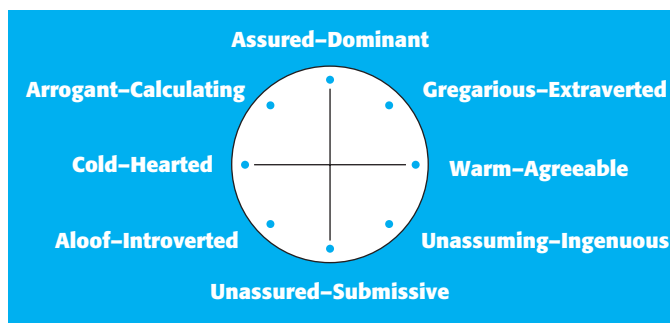 Assured–Dominant
Arrogant–Calculating
Gregarious–Extraverted
Cold–Hearted
Warm–Agreeable
Aloof–Introverted
Unassuming–Ingenuous
Unassured–Submissive